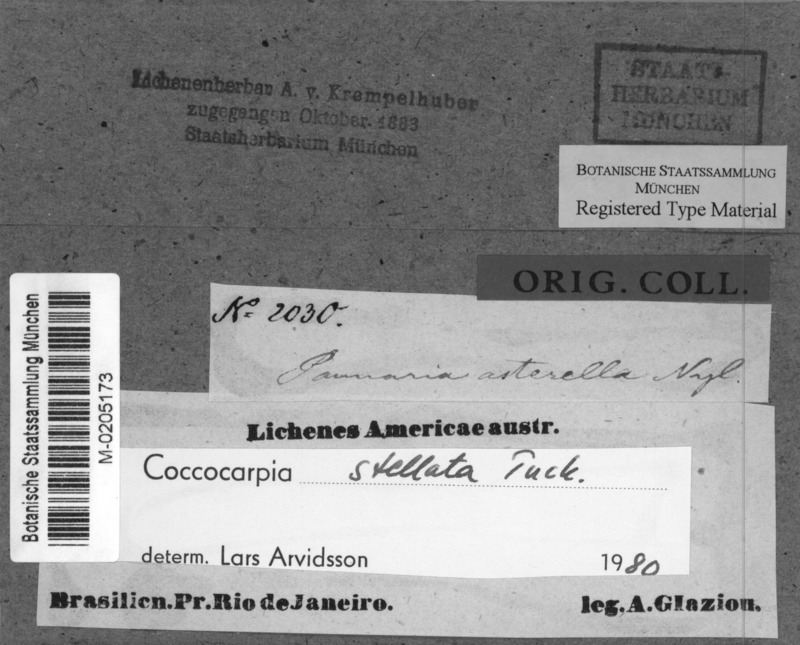 Lichenenherbar A. v. Krempelhuber
zugegangen Oktober 1883
Staatsherbarium München
STAATS-
HERBARIUM
MÜNCHEN
BOTANISCHE STAATSSAMMLUNG
MÜNCHEN
Registered Type Material
ORIG. COLL.
No 2030.
Pannaria asterella Nyl.
Botanische Staatssammlung München
M-0205173
Lichenes Americae austr.
Coccocarpia stellata Tuck.
determ. Lars Arvidsson 1980
Brasilien. Pr. Rio de Janeiro. leg. A. Glaziou.